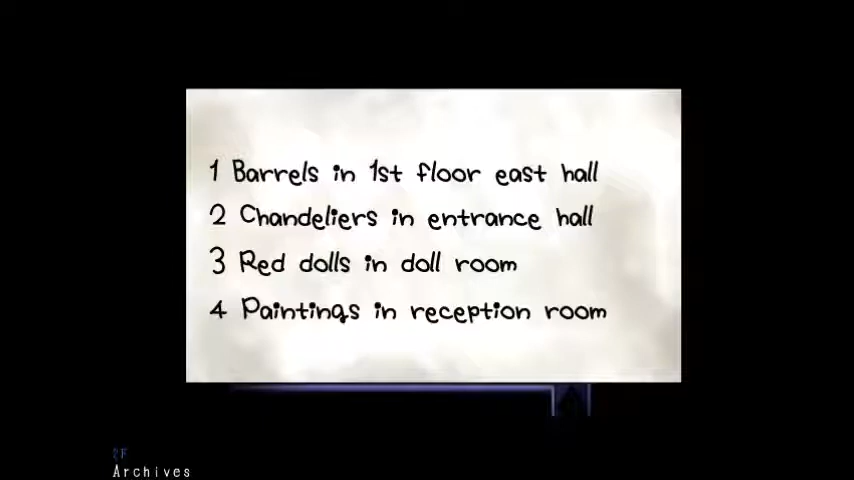 1 Barrels in 1st floor east hall
2 Chandeliers in entrance hall
3 Red dolls in doll room
4 Paintings in reception room
2F
Archives